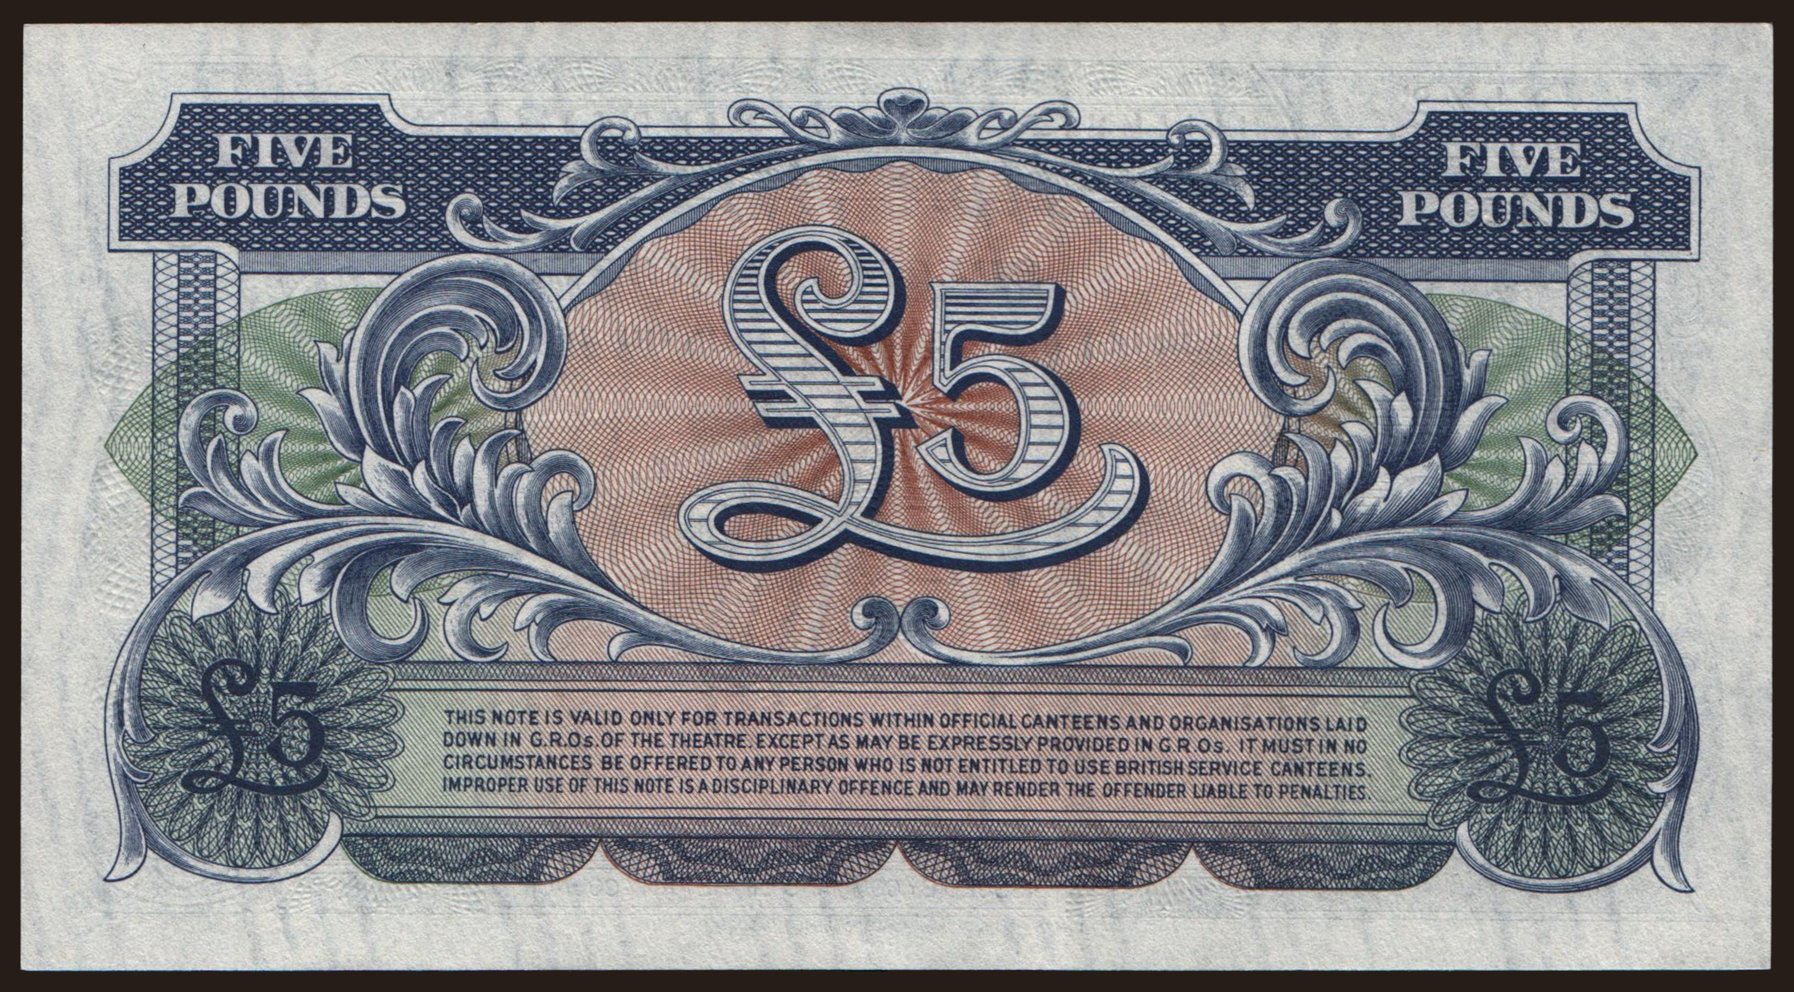 FIVE
POUNDS
FIVE
POUNDS
£5
THIS NOTE IS VALID ONLY FOR TRANSACTIONS WITHIN OFFICIAL CANTEENS AND ORGANISATIONS LAID
DOWN IN G.R.Os. OF THE THEATRE. EXCEPT AS MAY BE EXPRESSLY PROVIDED IN G.R.Os. IT MUST IN NO
CIRCUMSTANCES BE OFFERED TO ANY PERSON WHO IS NOT ENTITLED TO USE BRITISH SERVICE CANTEENS.
IMPROPER USE OF THIS NOTE IS A DISCIPLINARY OFFENCE AND MAY RENDER THE OFFENDER LIABLE TO PENALTIES.
£5
£5